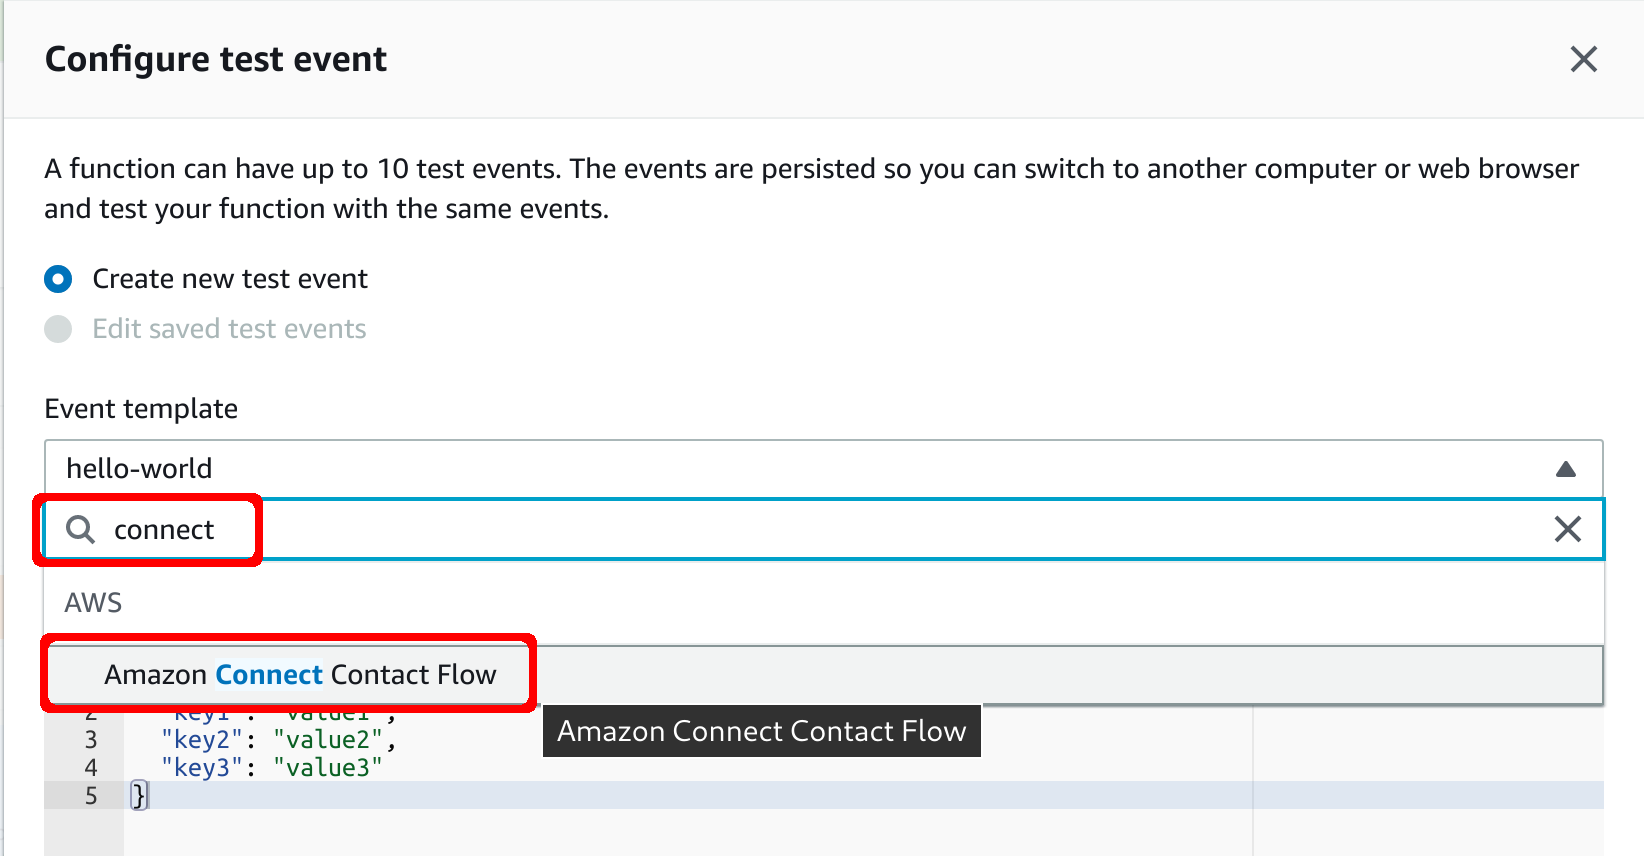 Configure test event
A function can have up to 10 test events. The events are persisted so you can switch to another computer or web browser
and test your function with the same events.
Create new test event
Edit saved test events
Event template
hello-world
connect
AWS
Amazon Connect Contact Flow
2 "key1": "value1",
Amazon Connect Contact Flow
3 "key2": "value2",
4 "key3": "value3"
5 }